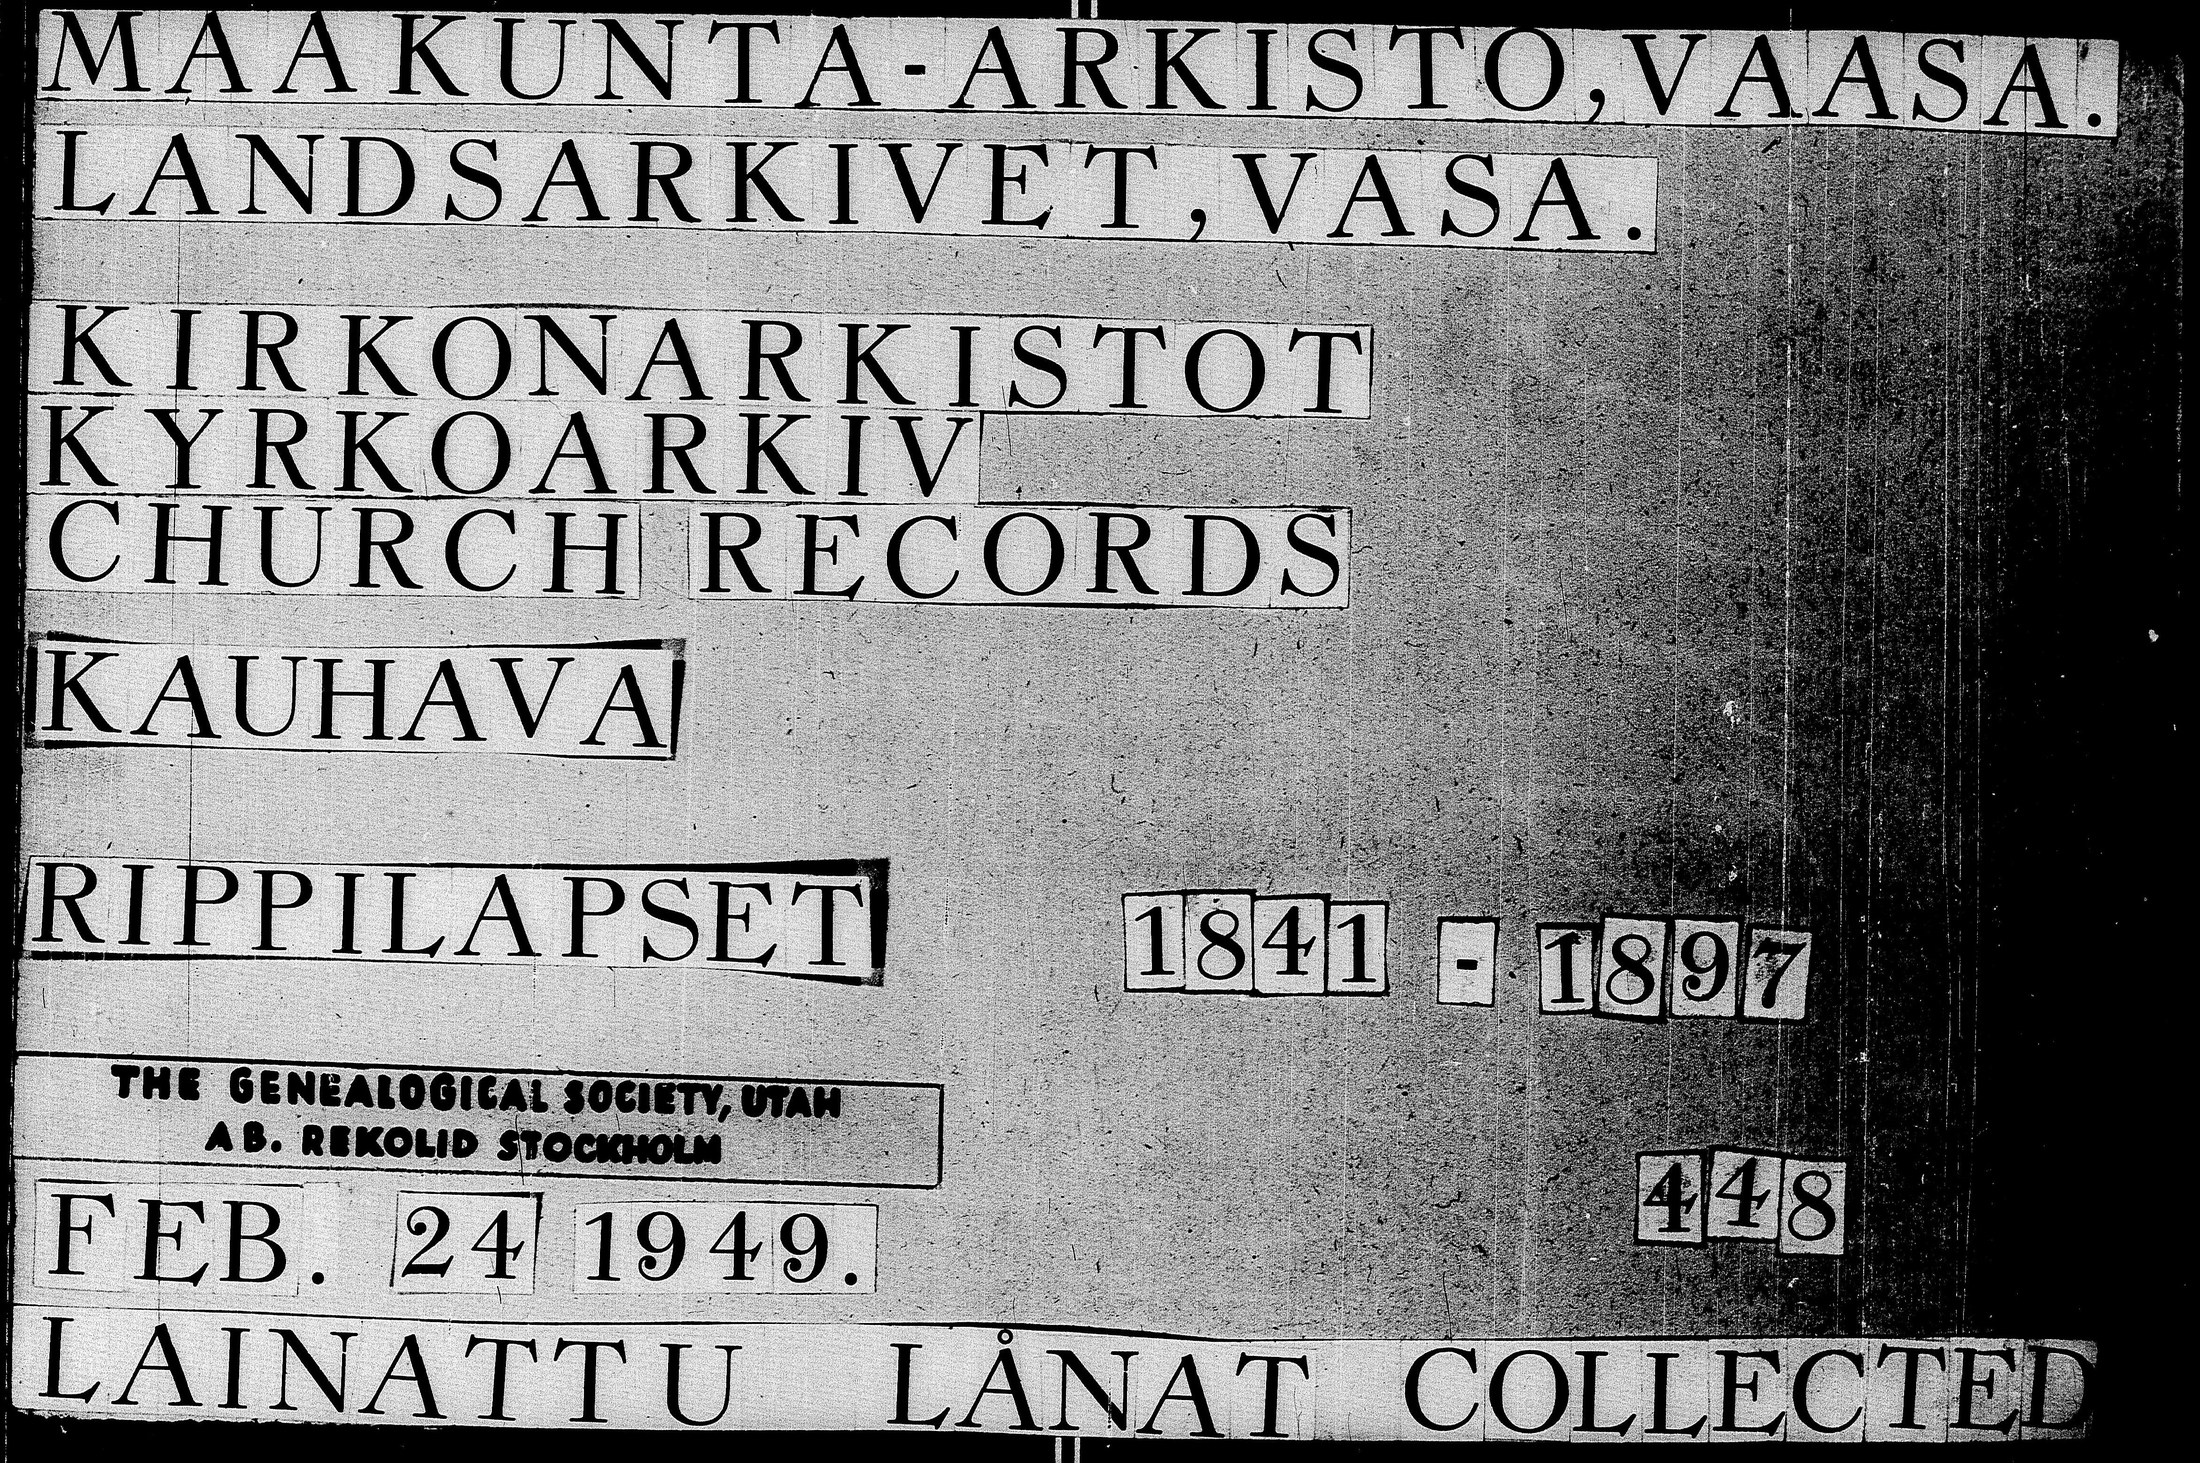 MAAKUNTA-ARKISTO, VAASA.
LANDSARKIVET, VASA.
KIRKONARKISTOT
KYRKOARKIV
CHURCH RECORDS
KAUHAVA
RIPPILAPSET 1841 - 1897
THE GENEALOGICAL SOCIETY, UTAH
AB. REKOLID STOCKHOLM
448
FEB. 24 1949.
LAINATTU LÅNAT COLLECTED